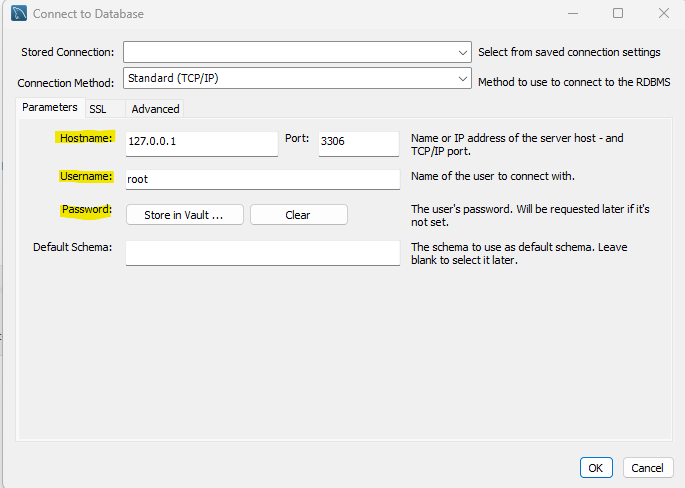 Connect to Database
Stored Connection: Select from saved connection settings
Connection Method: Standard (TCP/IP) Method to use to connect to the RDBMS
Parameters SSL Advanced
Hostname: 127.0.0.1 Port: 3306 Name or IP address of the server host - and
TCP/IP port.
Username: root Name of the user to connect with.
Password: Store in Vault ... Clear The user's password. Will be requested later if it's
not set.
Default Schema: The schema to use as default schema. Leave
blank to select it later.
OK Cancel